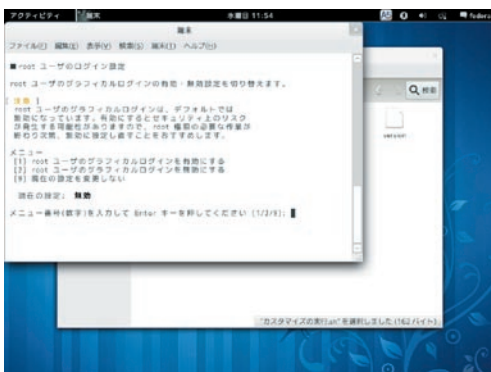 アクティビティ 端末 水曜日 11:54
端末
ファイル(F) 編集(E) 表示(V) 検索(S) 端末(T) ヘルプ(H)
■ root ユーザのログイン設定
root ユーザのグラフィカルログインの有効・無効設定を切り替えます。
[ 注意 ]
root ユーザのグラフィカルログインは、デフォルトでは
無効になっています。有効にするとセキュリティ上のリスク
が発生する可能性がありますので、root 権限の必要な作業が
終わり次第、無効に設定し直すことをおすすめします。
メニュー
[1] root ユーザのグラフィカルログインを有効にする
[2] root ユーザのグラフィカルログインを無効にする
[9] 現在の設定を変更しない
現在の設定: 無効
メニュー番号(数字)を入力して Enter キーを押してください [1/2/9]:
検索
"カスタマイズの実行.sh" を選択しました (162 バイト)